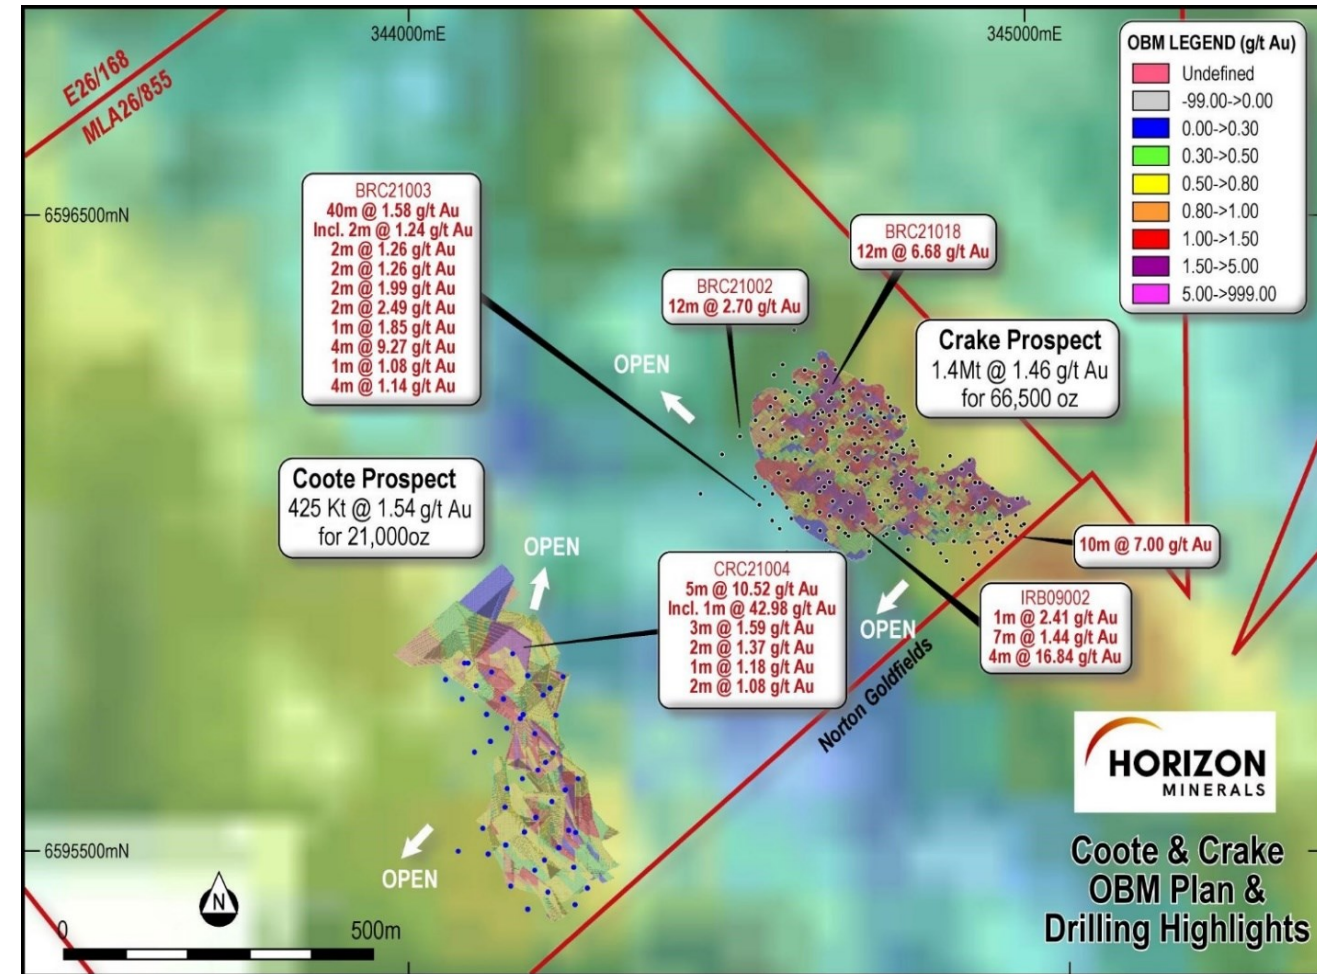 344000mE
345000mE
E26/168
MLA26/855
OBM LEGEND (g/t Au)
Undefined
-99.00->0.00
0.00->0.30
0.30->0.50
0.50->0.80
0.80->1.00
1.00->1.50
1.50->5.00
5.00->999.00
6596500mN
BRC21003
40m @ 1.58 g/t Au
Incl. 2m @ 1.24 g/t Au
2m @ 1.26 g/t Au
2m @ 1.26 g/t Au
2m @ 1.99 g/t Au
2m @ 2.49 g/t Au
1m @ 1.85 g/t Au
4m @ 9.27 g/t Au
1m @ 1.08 g/t Au
4m @ 1.14 g/t Au
BRC21018
12m @ 6.68 g/t Au
BRC21002
12m @ 2.70 g/t Au
OPEN
Crake Prospect
1.4Mt @ 1.46 g/t Au
for 66,500 oz
Coote Prospect
425 Kt @ 1.54 g/t Au
for 21,000oz
OPEN
10m @ 7.00 g/t Au
CRC21004
5m @ 10.52 g/t Au
Incl. 1m @ 42.98 g/t Au
3m @ 1.59 g/t Au
2m @ 1.37 g/t Au
1m @ 1.18 g/t Au
2m @ 1.08 g/t Au
OPEN
IRB09002
1m @ 2.41 g/t Au
7m @ 1.44 g/t Au
4m @ 16.84 g/t Au
Norton Goldfields
HORIZON
MINERALS
6595500mN
OPEN
Coote & Crake
OBM Plan &
Drilling Highlights
N
0
500m